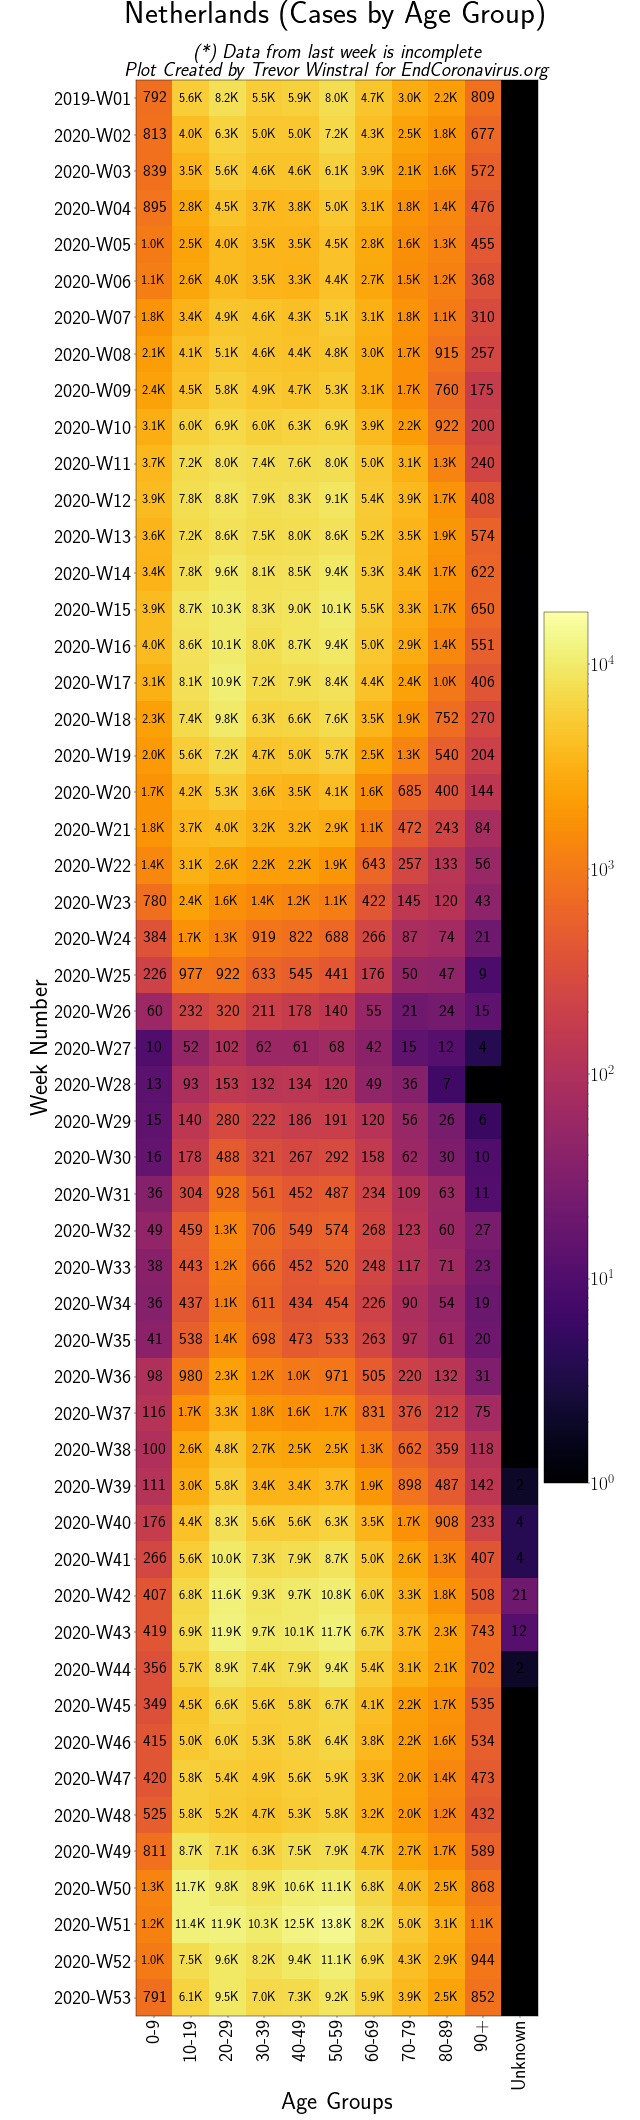 Netherlands (Cases by Age Group)
(*) Data from last week is incomplete
Plot Created by Trevor Winstral for EndCoronavirus.org
2019-W01 792 5.6K 8.2K 5.5K 5.9K 8.0K 4.7K 3.0K 2.2K 809
2020-W02 813 4.0K 6.3K 5.0K 5.0K 7.2K 4.3K 2.5K 1.8K 677
2020-W03 839 3.5K 5.6K 4.6K 4.6K 6.1K 3.9K 2.1K 1.6K 572
2020-W04 895 2.8K 4.5K 3.7K 3.8K 5.0K 3.1K 1.8K 1.4K 476
2020-W05 1.0K 2.5K 4.0K 3.5K 3.5K 4.5K 2.8K 1.6K 1.3K 455
2020-W06 1.1K 2.6K 4.0K 3.5K 3.3K 4.4K 2.7K 1.5K 1.2K 368
2020-W07 1.8K 3.4K 4.9K 4.6K 4.3K 5.1K 3.1K 1.8K 1.1K 310
2020-W08 2.1K 4.1K 5.1K 4.6K 4.4K 4.8K 3.0K 1.7K 915 257
2020-W09 2.4K 4.5K 5.8K 4.9K 4.7K 5.3K 3.1K 1.7K 760 175
2020-W10 3.1K 6.0K 6.9K 6.0K 6.3K 6.9K 3.9K 2.2K 922 200
2020-W11 3.7K 7.2K 8.0K 7.4K 7.6K 8.0K 5.0K 3.1K 1.3K 240
2020-W12 3.9K 7.8K 8.8K 7.9K 8.3K 9.1K 5.4K 3.9K 1.7K 408
2020-W13 3.6K 7.2K 8.6K 7.5K 8.0K 8.6K 5.2K 3.5K 1.9K 574
2020-W14 3.4K 7.8K 9.6K 8.1K 8.5K 9.4K 5.3K 3.4K 1.7K 622
2020-W15 3.9K 8.7K 10.3K 8.3K 9.0K 10.1K 5.5K 3.3K 1.7K 650
2020-W16 4.0K 8.6K 10.1K 8.0K 8.7K 9.4K 5.0K 2.9K 1.4K 551
2020-W17 3.1K 8.1K 10.9K 7.2K 7.9K 8.4K 4.4K 2.4K 1.0K 406
2020-W18 2.3K 7.4K 9.8K 6.3K 6.6K 7.6K 3.5K 1.9K 752 270
2020-W19 2.0K 5.6K 7.2K 4.7K 5.0K 5.7K 2.5K 1.3K 540 204
2020-W20 1.7K 4.2K 5.3K 3.6K 3.5K 4.1K 1.6K 685 400 144
2020-W21 1.8K 3.7K 4.0K 3.2K 3.2K 2.9K 1.1K 472 243 84
2020-W22 1.4K 3.1K 2.6K 2.2K 2.2K 1.9K 643 257 133 56
2020-W23 780 2.4K 1.6K 1.4K 1.2K 1.1K 422 145 120 43
2020-W24 384 1.7K 1.3K 919 822 688 266 87 74 21
2020-W25 226 977 922 633 545 441 176 50 47 9
2020-W26 60 232 320 211 178 140 55 21 24 15
2020-W27 10 52 102 62 61 68 42 15 12 4
2020-W28 13 93 153 132 134 120 49 36 7
2020-W29 15 140 280 222 186 191 120 56 26 6
2020-W30 16 178 488 321 267 292 158 62 30 10
2020-W31 36 304 928 561 452 487 234 109 63 11
2020-W32 49 459 1.3K 706 549 574 268 123 60 27
2020-W33 38 443 1.2K 666 452 520 248 117 71 23
2020-W34 36 437 1.1K 611 434 454 226 90 54 19
2020-W35 41 538 1.4K 698 473 533 263 97 61 20
2020-W36 98 980 2.3K 1.2K 1.0K 971 505 220 132 31
2020-W37 116 1.7K 3.3K 1.8K 1.6K 1.7K 831 376 212 75
2020-W38 100 2.6K 4.8K 2.7K 2.5K 2.5K 1.3K 662 359 118
2020-W39 111 3.0K 5.8K 3.4K 3.4K 3.7K 1.9K 898 487 142 2
2020-W40 176 4.4K 8.3K 5.6K 5.6K 6.3K 3.5K 1.7K 908 233 4
2020-W41 266 5.6K 10.0K 7.3K 7.9K 8.7K 5.0K 2.6K 1.3K 407 4
2020-W42 407 6.8K 11.6K 9.3K 9.7K 10.8K 6.0K 3.3K 1.8K 508 21
2020-W43 419 6.9K 11.9K 9.7K 10.1K 11.7K 6.7K 3.7K 2.3K 743 12
2020-W44 356 5.7K 8.9K 7.4K 7.9K 9.4K 5.4K 3.1K 2.1K 702 2
2020-W45 349 4.5K 6.6K 5.6K 5.8K 6.7K 4.1K 2.2K 1.7K 535
2020-W46 415 5.0K 6.0K 5.3K 5.8K 6.4K 3.8K 2.2K 1.6K 534
2020-W47 420 5.8K 5.4K 4.9K 5.6K 5.9K 3.3K 2.0K 1.4K 473
2020-W48 525 5.8K 5.2K 4.7K 5.3K 5.8K 3.2K 2.0K 1.2K 432
2020-W49 811 8.7K 7.1K 6.3K 7.5K 7.9K 4.7K 2.7K 1.7K 589
2020-W50 1.3K 11.7K 9.8K 8.9K 10.6K 11.1K 6.8K 4.0K 2.5K 868
2020-W51 1.2K 11.4K 11.9K 10.3K 12.5K 13.8K 8.2K 5.0K 3.1K 1.1K
2020-W52 1.0K 7.5K 9.6K 8.2K 9.4K 11.1K 6.9K 4.3K 2.9K 944
2020-W53 791 6.1K 9.5K 7.0K 7.3K 9.2K 5.9K 3.9K 2.5K 852
0-9 10-19 20-29 30-39 40-49 50-59 60-69 70-79 80-89 90+ Unknown
Age Groups
Week Number
10⁴
10³
10²
10¹
10⁰